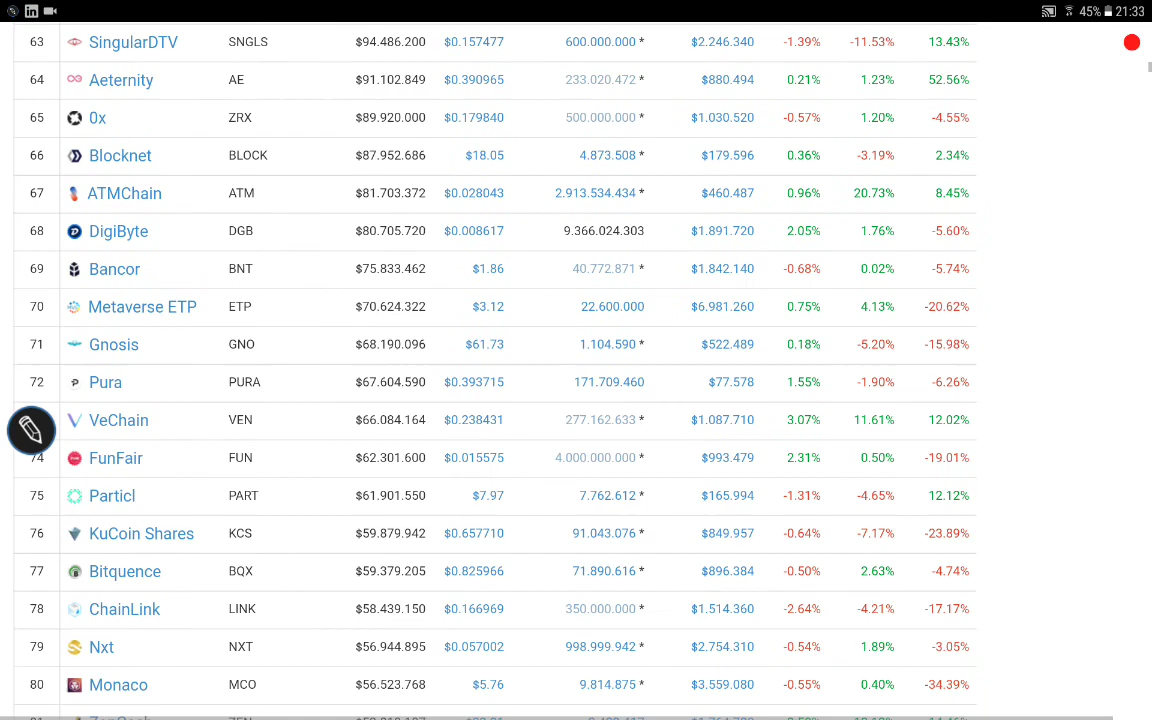 45% 21:33
63 SingularDTV SNGLS $94.486.200 $0.157477 600.000.000 * $2.246.340 -1.39% -11.53% 13.43%
64 Aeternity AE $91.102.849 $0.390965 233.020.472 * $880.494 0.21% 1.23% 52.56%
65 0x ZRX $89.920.000 $0.179840 500.000.000 * $1.030.520 -0.57% 1.20% -4.55%
66 Blocknet BLOCK $87.952.686 $18.05 4.873.508 * $179.596 0.36% -3.19% 2.34%
67 ATMChain ATM $81.703.372 $0.028043 2.913.534.434 * $460.487 0.96% 20.73% 8.45%
68 DigiByte DGB $80.705.720 $0.008617 9.366.024.303 $1.891.720 2.05% 1.76% -5.60%
69 Bancor BNT $75.833.462 $1.86 40.772.871 * $1.842.140 -0.68% 0.02% -5.74%
70 Metaverse ETP ETP $70.624.322 $3.12 22.600.000 $6.981.260 0.75% 4.13% -20.62%
71 Gnosis GNO $68.190.096 $61.73 1.104.590 * $522.489 0.18% -5.20% -15.98%
72 Pura PURA $67.604.590 $0.393715 171.709.460 $77.578 1.55% -1.90% -6.26%
VeChain VEN $66.084.164 $0.238431 277.162.633 * $1.087.710 3.07% 11.61% 12.02%
74 FunFair FUN $62.301.600 $0.015575 4.000.000.000 * $993.479 2.31% 0.50% -19.01%
75 Particl PART $61.901.550 $7.97 7.762.612 * $165.994 -1.31% -4.65% 12.12%
76 KuCoin Shares KCS $59.879.942 $0.657710 91.043.076 * $849.957 -0.64% -7.17% -23.89%
77 Bitquence BQX $59.379.205 $0.825966 71.890.616 * $896.384 -0.50% 2.63% -4.74%
78 ChainLink LINK $58.439.150 $0.166969 350.000.000 * $1.514.360 -2.64% -4.21% -17.17%
79 Nxt NXT $56.944.895 $0.057002 998.999.942 * $2.754.310 -0.54% 1.89% -3.05%
80 Monaco MCO $56.523.768 $5.76 9.814.875 * $3.559.080 -0.55% 0.40% -34.39%